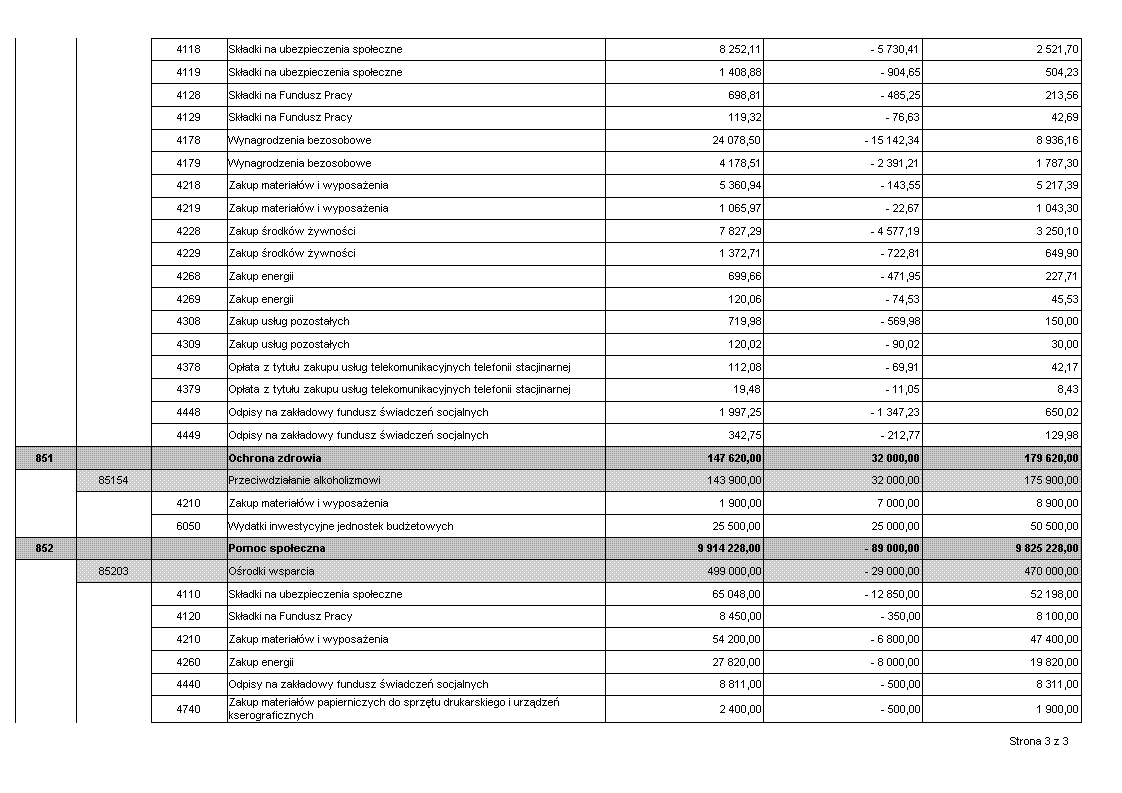 4118 Składki na ubezpieczenia społeczne 8 252,11 - 5 730,41 2 521,70
4119 Składki na ubezpieczenia społeczne 1 408,88 - 904,65 504,23
4128 Składki na Fundusz Pracy 698,81 - 485,25 213,56
4129 Składki na Fundusz Pracy 119,32 - 76,63 42,69
4178 Wynagrodzenia bezosobowe 24 078,50 - 15 142,34 8 936,16
4179 Wynagrodzenia bezosobowe 4 178,51 - 2 391,21 1 787,30
4218 Zakup materiałów i wyposażenia 5 360,94 - 143,55 5 217,39
4219 Zakup materiałów i wyposażenia 1 065,97 - 22,67 1 043,30
4228 Zakup środków żywności 7 827,29 - 4 577,19 3 250,10
4229 Zakup środków żywności 1 372,71 - 722,81 649,90
4268 Zakup energii 699,66 - 471,95 227,71
4269 Zakup energii 120,06 - 74,53 45,53
4308 Zakup usług pozostałych 719,98 - 569,98 150,00
4309 Zakup usług pozostałych 120,02 - 90,02 30,00
4378 Opłata z tytułu zakupu usług telekomunikacyjnych telefonii stacjinarnej 112,08 - 69,91 42,17
4379 Opłata z tytułu zakupu usług telekomunikacyjnych telefonii stacjinarnej 19,48 - 11,05 8,43
4448 Odpisy na zakładowy fundusz świadczeń socjalnych 1 997,25 - 1 347,23 650,02
4449 Odpisy na zakładowy fundusz świadczeń socjalnych 342,75 - 212,77 129,98
851 Ochrona zdrowia 147 620,00 32 000,00 179 620,00
85154 Przeciwdziałanie alkoholizmowi 143 900,00 32 000,00 175 900,00
4210 Zakup materiałów i wyposażenia 1 900,00 7 000,00 8 900,00
6050 Wydatki inwestycyjne jednostek budżetowych 25 500,00 25 000,00 50 500,00
852 Pomoc społeczna 9 914 228,00 - 89 000,00 9 825 228,00
85203 Ośrodki wsparcia 499 000,00 - 29 000,00 470 000,00
4110 Składki na ubezpieczenia społeczne 65 048,00 - 12 850,00 52 198,00
4120 Składki na Fundusz Pracy 8 450,00 - 350,00 8 100,00
4210 Zakup materiałów i wyposażenia 54 200,00 - 6 800,00 47 400,00
4260 Zakup energii 27 820,00 - 8 000,00 19 820,00
4440 Odpisy na zakładowy fundusz świadczeń socjalnych 8 811,00 - 500,00 8 311,00
4740 Zakup materiałów papierniczych do sprzętu drukarskiego i urządzeń
kserograficznych 2 400,00 - 500,00 1 900,00
Strona 3 z 3